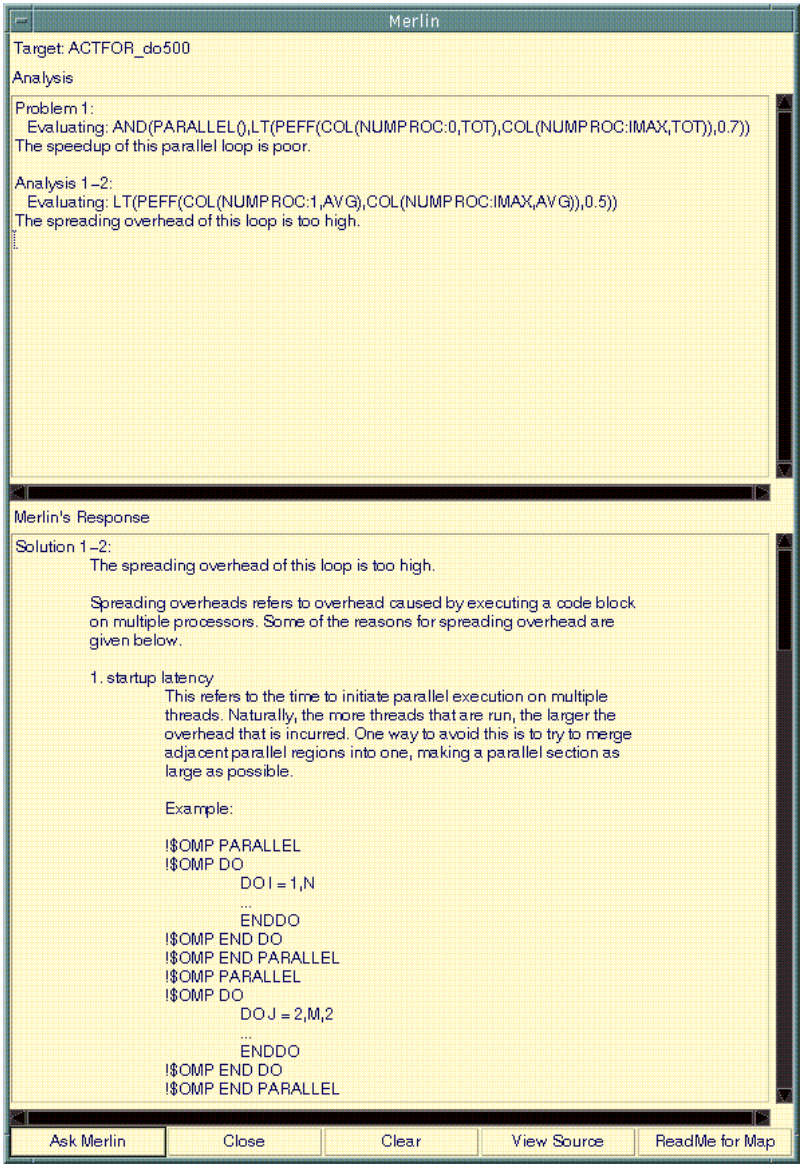 Merlin
Target: ACTFOR_do500
Analysis
Problem 1:
Evaluating: AND(PARALLEL(),LT(PEFF(COL(NUMPROC:0,TOT),COL(NUMPROC:IMAX,TOT)),0.7))
The speedup of this parallel loop is poor.
Analysis 1-2:
Evaluating: LT(PEFF(COL(NUMPROC:1,AVG),COL(NUMPROC:IMAX,AVG)),0.5))
The spreading overhead of this loop is too high.
Merlin's Response
Solution 1-2:
The spreading overhead of this loop is too high.
Spreading overheads refers to overhead caused by executing a code block
on multiple processors. Some of the reasons for spreading overhead are
given below.
1. startup latency
This refers to the time to initiate parallel execution on multiple
threads. Naturally, the more threads that are run, the larger the
overhead that is incurred. One way to avoid this is to try to merge
adjacent parallel regions into one, making a parallel section as
large as possible.
Example:
!$OMP PARALLEL
!$OMP DO
DO I = 1,N
...
ENDDO
!$OMP END DO
!$OMP END PARALLEL
!$OMP PARALLEL
!$OMP DO
DO J = 2,M,2
...
ENDDO
!$OMP END DO
!$OMP END PARALLEL
Ask Merlin
Close
Clear
View Source
ReadMe for Map